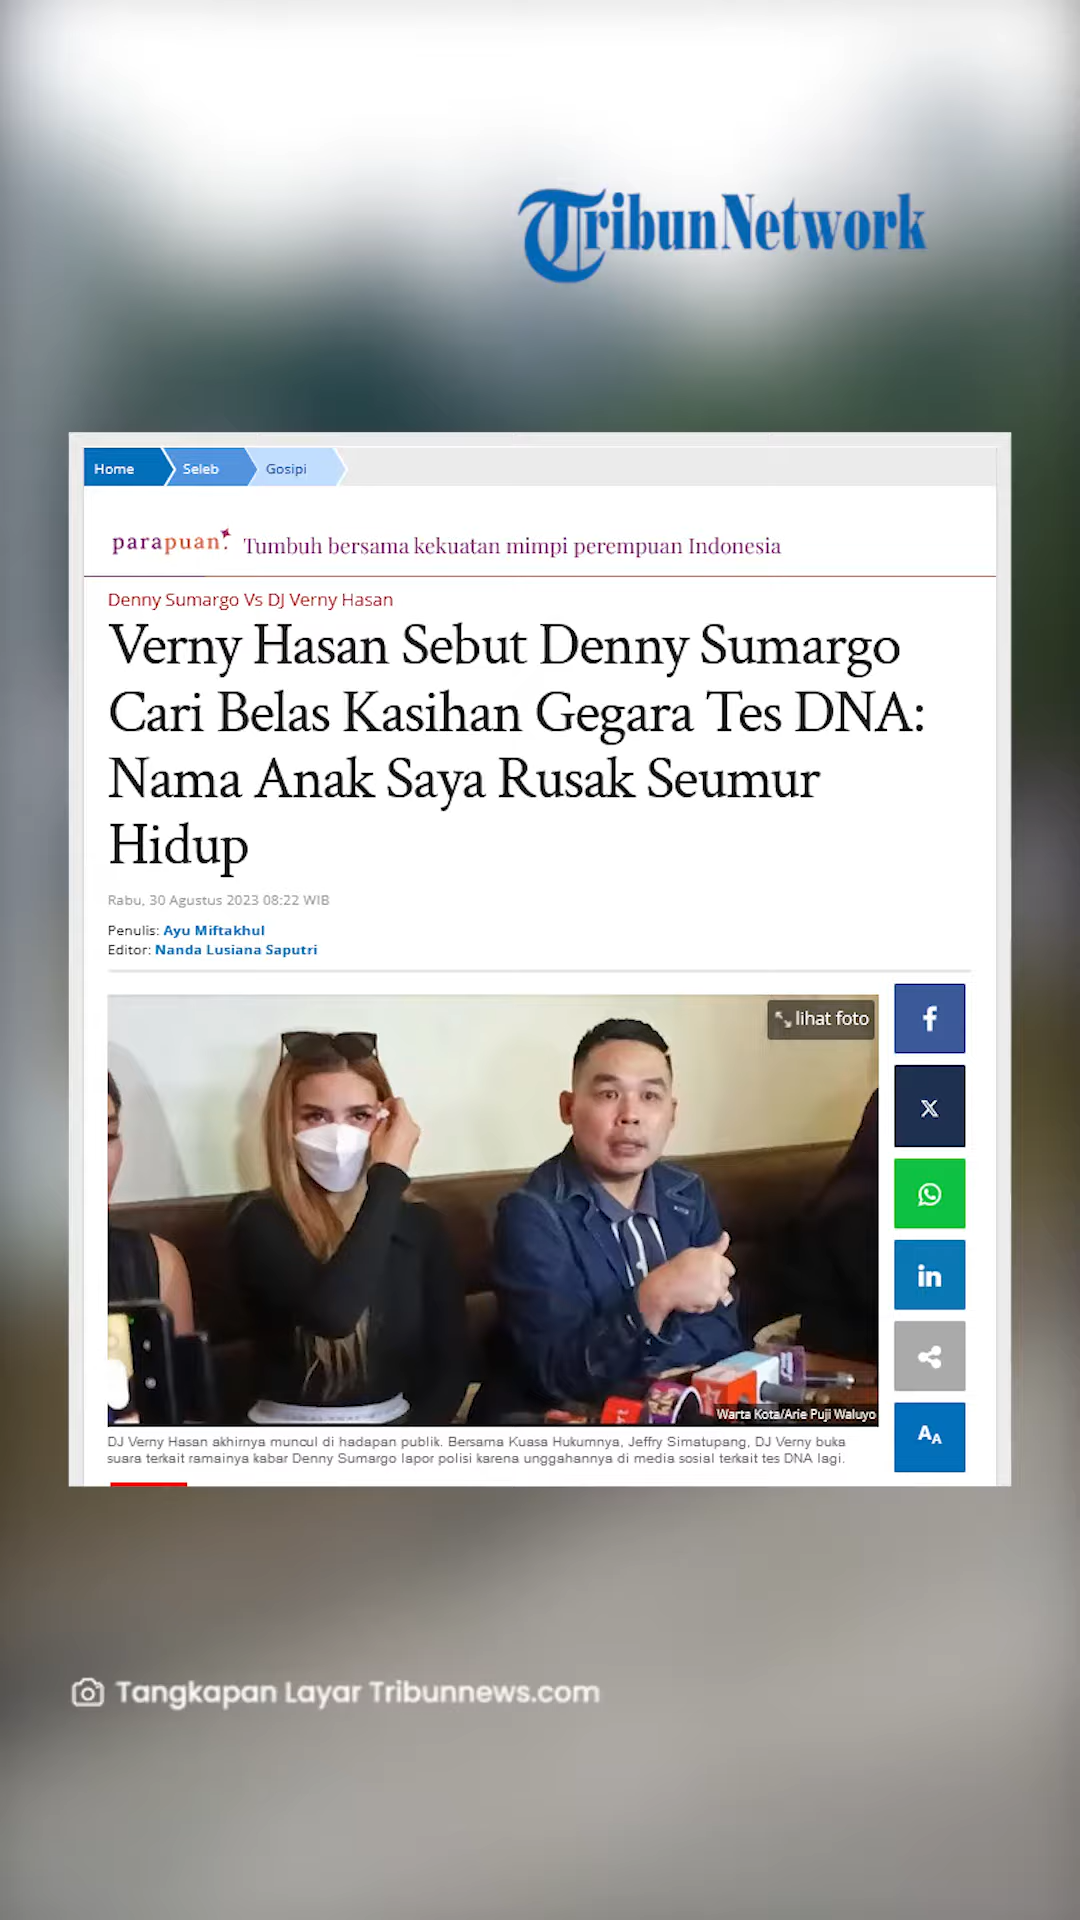 Tribun Network
Home
Seleb
Gosipi
parapuan.
Tumbuh bersama kekuatan mimpi perempuan Indonesia
Denny Sumargo Vs DJ Verny Hasan
Verny Hasan Sebut Denny Sumargo
Cari Belas Kasihan Gegara Tes DNA:
Nama Anak Saya Rusak Seumur
Hidup
Rabu, 30 Agustus 2023 08:22 WIB
Penulis: Ayu Miftakhul
Editor: Nanda Lusiana Saputri
lihat foto
Warta Kota/Arie Puji Waluyo
DJ Verny Hasan akhirnya muncul di hadapan publik. Bersama Kuasa Hukumnya, Jeffry Simatupang, DJ Verny buka
suara terkait ramainya kabar Denny Sumargo lapor polisi karena unggahannya di media sosial terkait tes DNA lagi.
AA
Tangkapan Layar Tribunnews.com